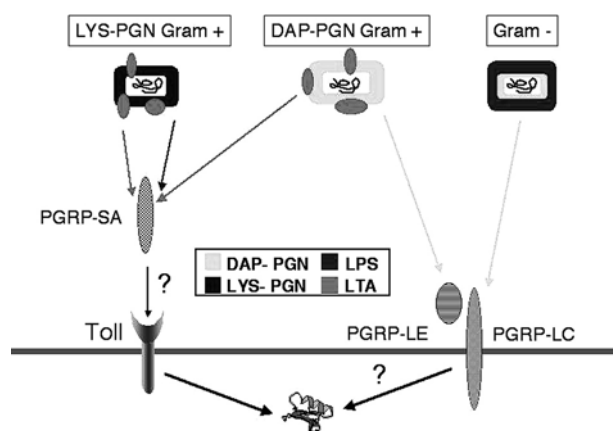 LYS-PGN Gram + DAP-PGN Gram + Gram -
PGRP-SA
?
DAP- PGN LPS
LYS- PGN LTA
Toll PGRP-LE PGRP-LC
?